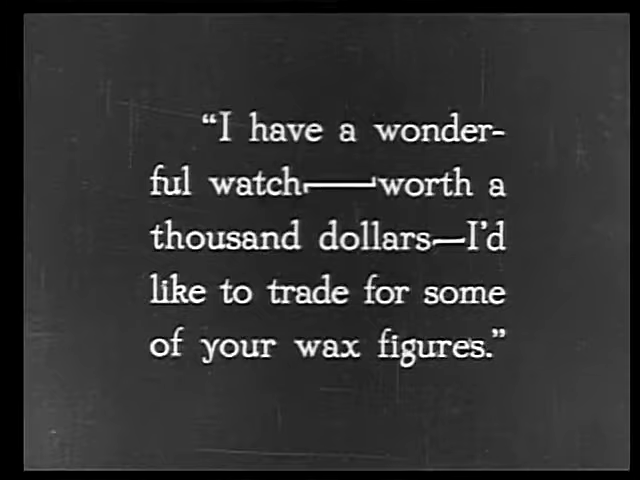 “I have a wonder-
ful watch——worth a
thousand dollars—I’d
like to trade for some
of your wax figures.”